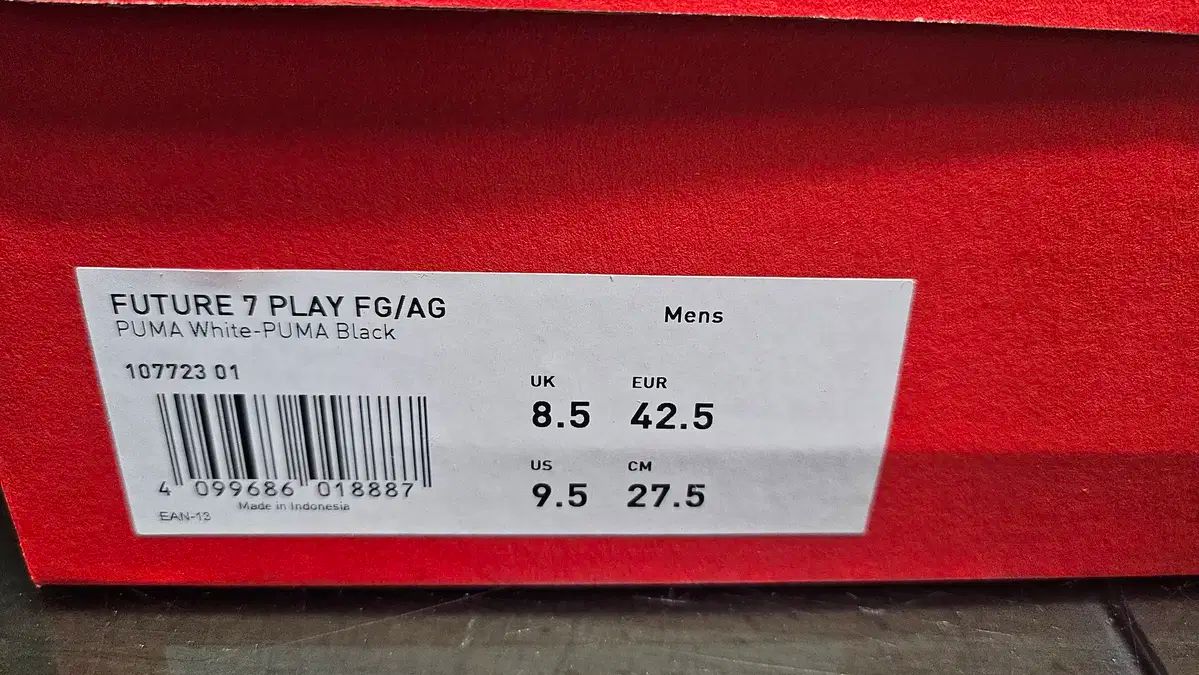 FUTURE 7 PLAY FG/AG
PUMA White-PUMA Black
Mens
107723 01
UK EUR
8.5 42.5
US CM
9.5 27.5
4 099686 018887
Made in Indonesia
EAN-13